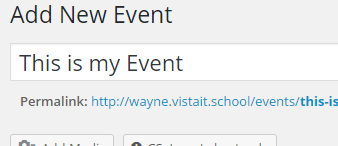 Add New Event
This is my Event
Permalink: http://wayne.vistait.school/events/this-is
Add Media